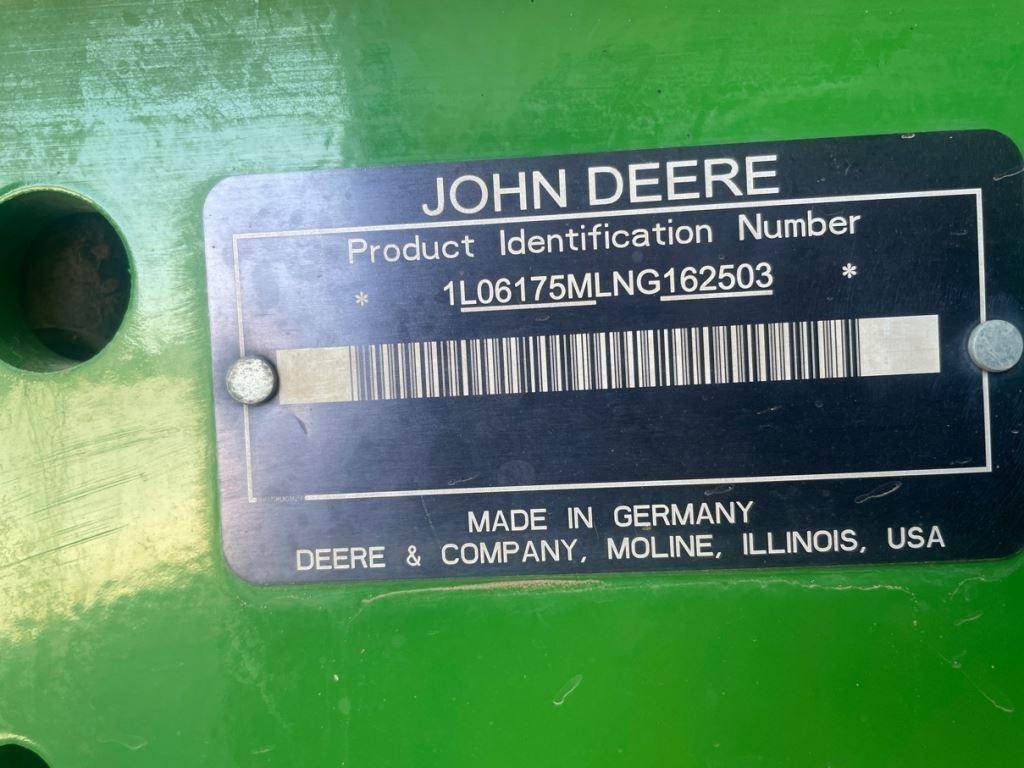 JOHN DEERE
Product Identification Number
* 1L06175MLNG162503 *
MADE IN GERMANY
DEERE & COMPANY, MOLINE, ILLINOIS, USA